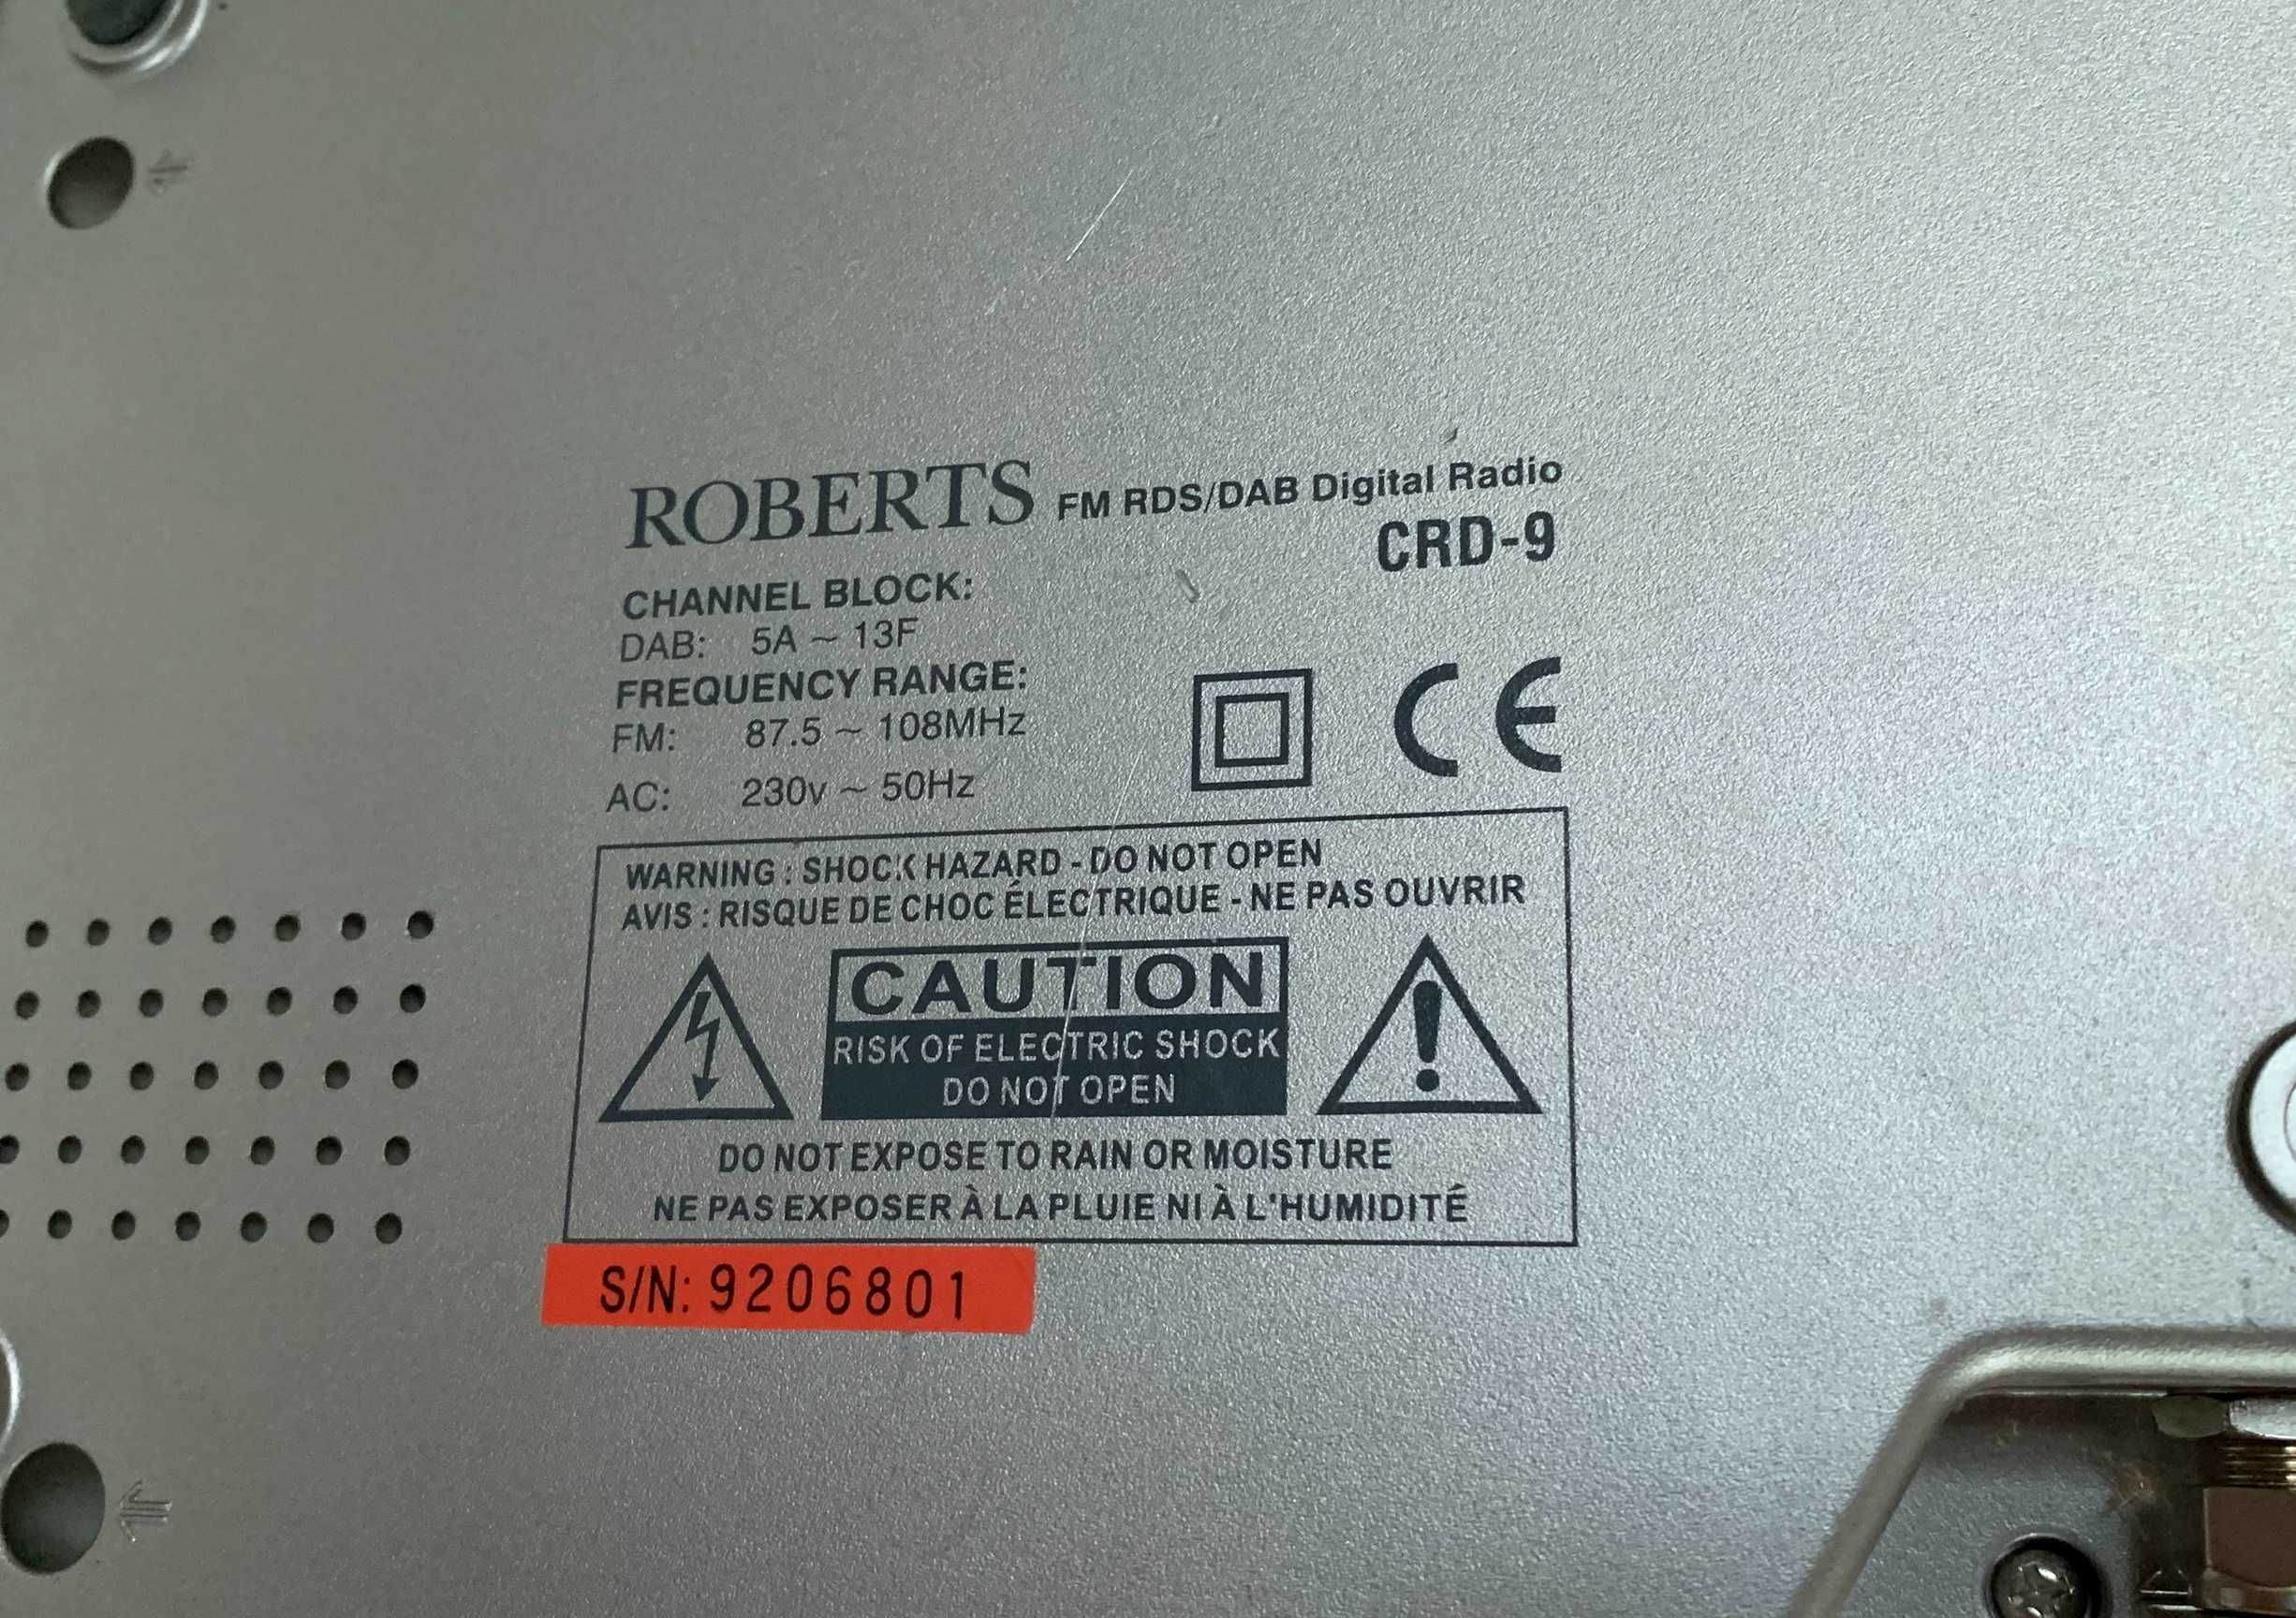 ROBERTS FM RDS/DAB Digital Radio
CRD-9
CHANNEL BLOCK:
DAB: 5A ~ 13F
FREQUENCY RANGE:
FM: 87.5 ~ 108MHz
AC: 230v ~ 50Hz
CE
WARNING : SHOCK HAZARD - DO NOT OPEN
AVIS : RISQUE DE CHOC ÉLECTRIQUE - NE PAS OUVRIR
CAUTION
RISK OF ELECTRIC SHOCK
DO NOT OPEN
DO NOT EXPOSE TO RAIN OR MOISTURE
NE PAS EXPOSER À LA PLUIE NI À L'HUMIDITÉ
S/N: 9206801